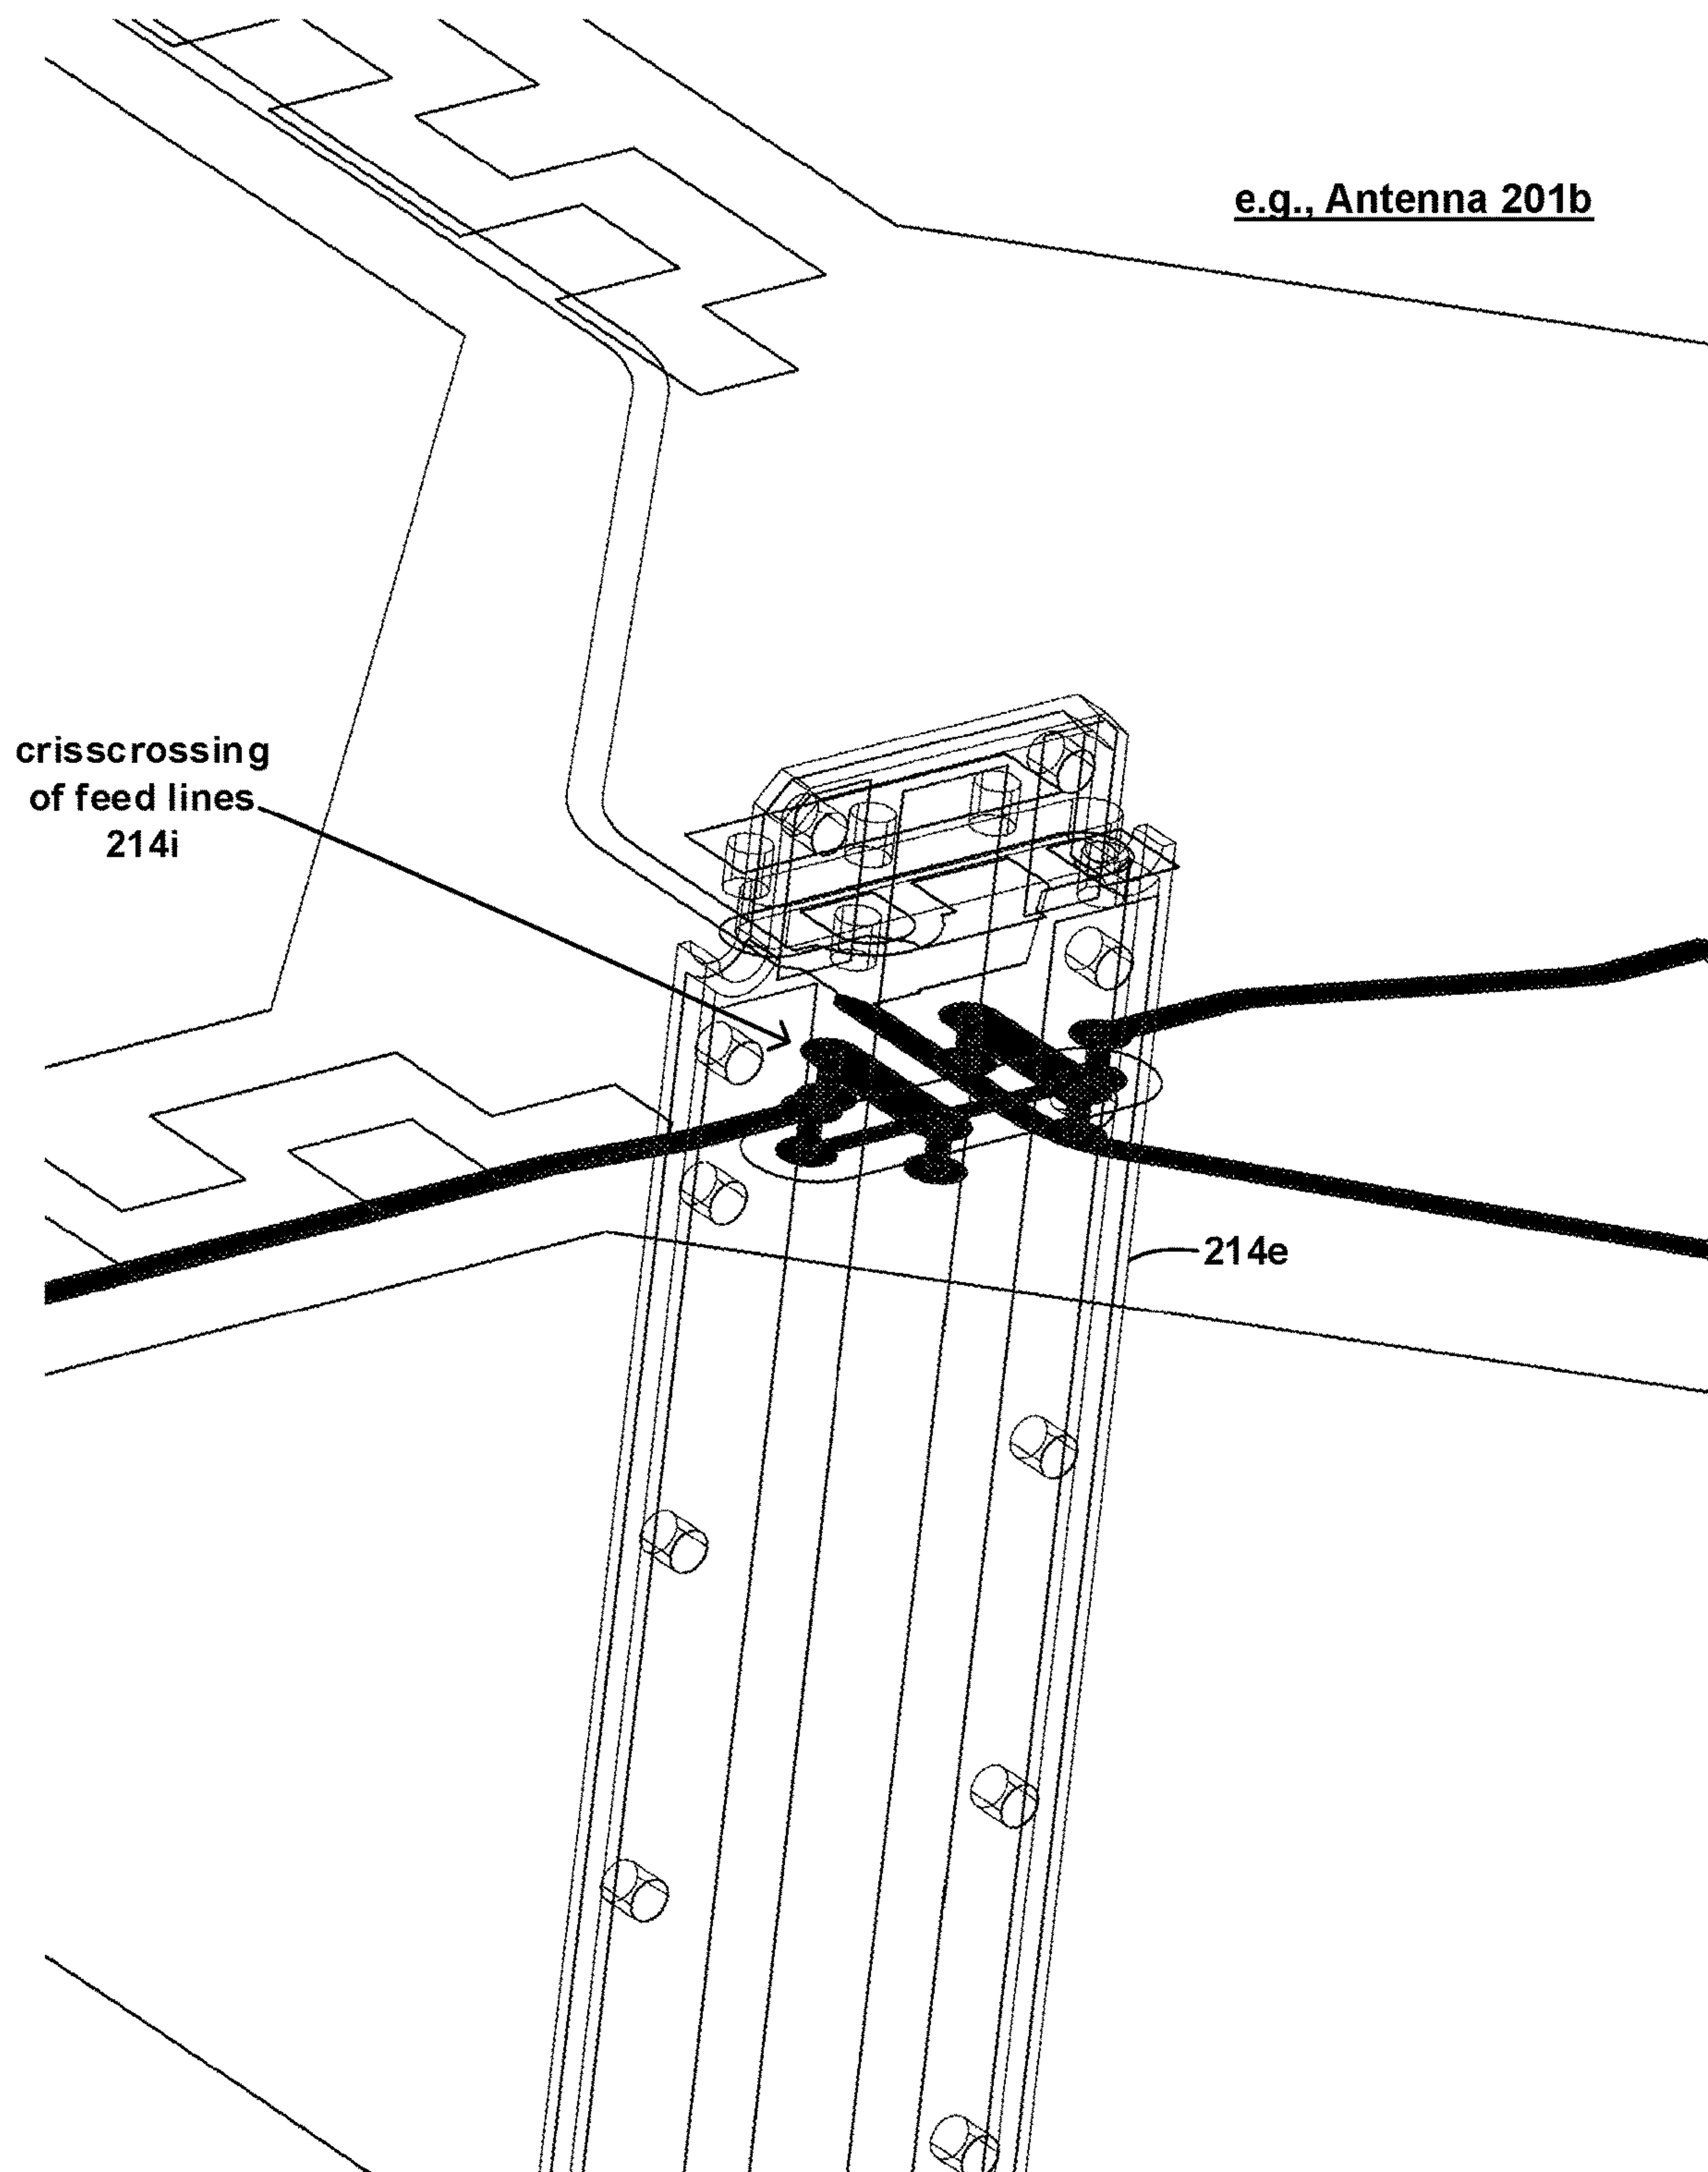 e.g., Antenna 201b
crisscrossing
of feed lines
214i
214e